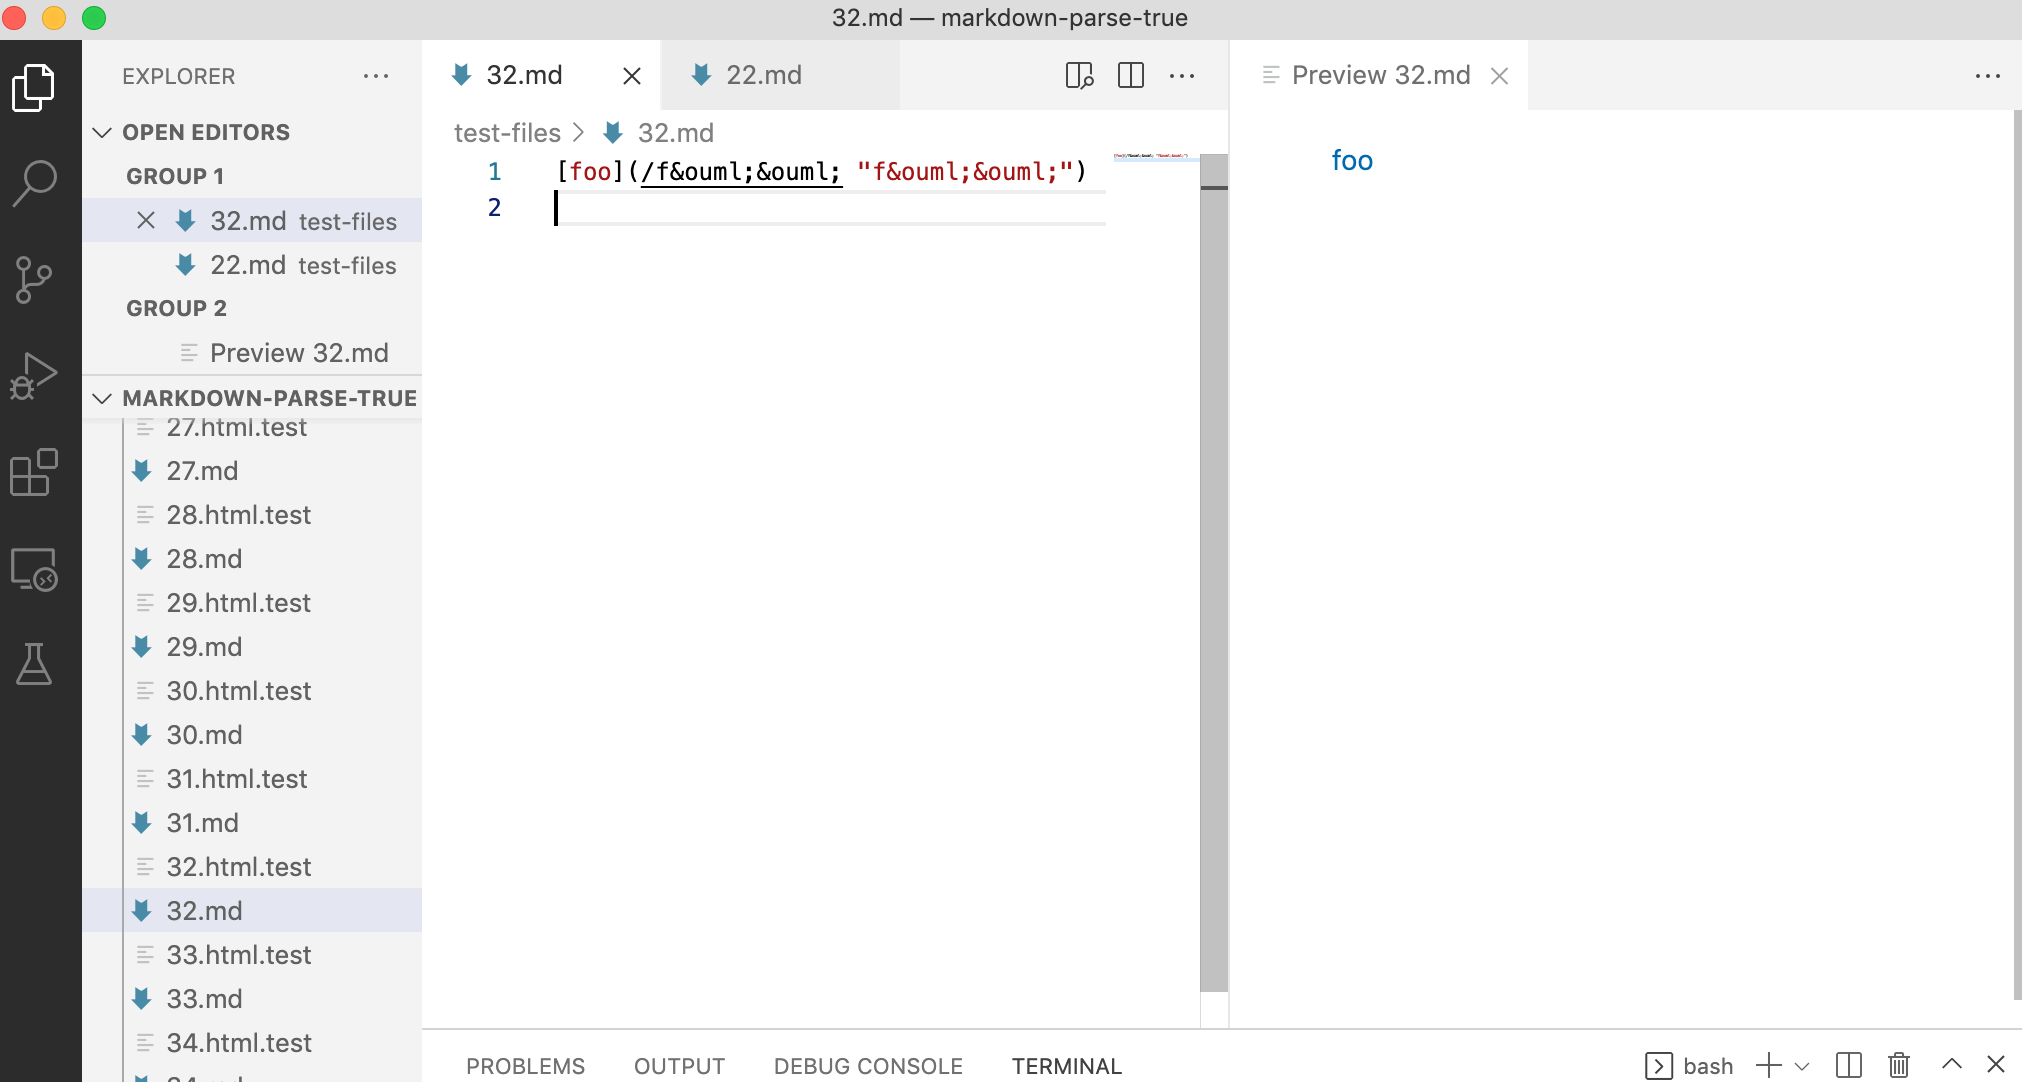 32.md — markdown-parse-true
EXPLORER
OPEN EDITORS
GROUP 1
32.md test-files
22.md test-files
GROUP 2
Preview 32.md
MARKDOWN-PARSE-TRUE
27.html.test
27.md
28.html.test
28.md
29.html.test
29.md
30.html.test
30.md
31.html.test
31.md
32.html.test
32.md
33.html.test
33.md
34.html.test
34.md
32.md
22.md
test-files > 32.md
1 [foo](/f&ouml;&ouml; "f&ouml;&ouml;")
2
Preview 32.md
foo
PROBLEMS OUTPUT DEBUG CONSOLE TERMINAL
bash